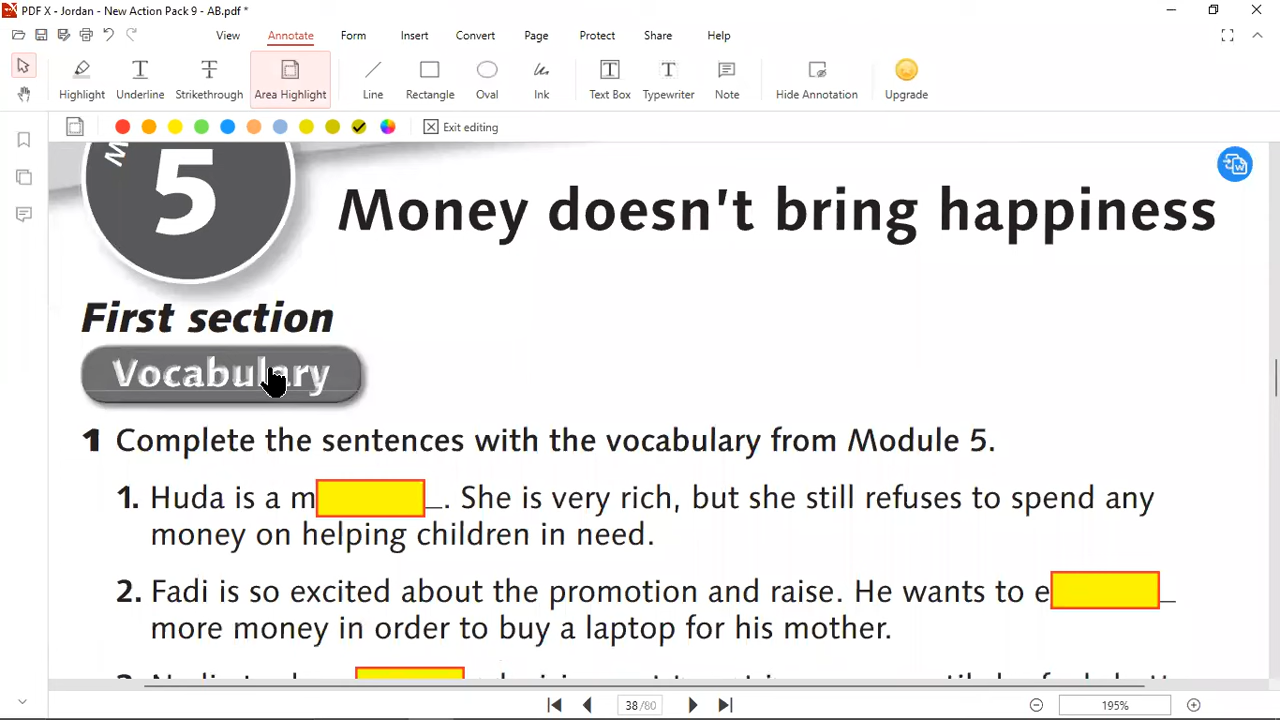 PDF X - Jordan - New Action Pack 9 - AB.pdf *
View Annotate Form Insert Convert Page Protect Share Help
Highlight Underline Strikethrough Area Highlight Line Rectangle Oval Ink Text Box Typewriter Note Hide Annotation Upgrade
Exit editing
5
Money doesn't bring happiness
First section
Vocabulary
1 Complete the sentences with the vocabulary from Module 5.
1. Huda is a m _. She is very rich, but she still refuses to spend any
money on helping children in need.
2. Fadi is so excited about the promotion and raise. He wants to e _
more money in order to buy a laptop for his mother.
38/80
195%